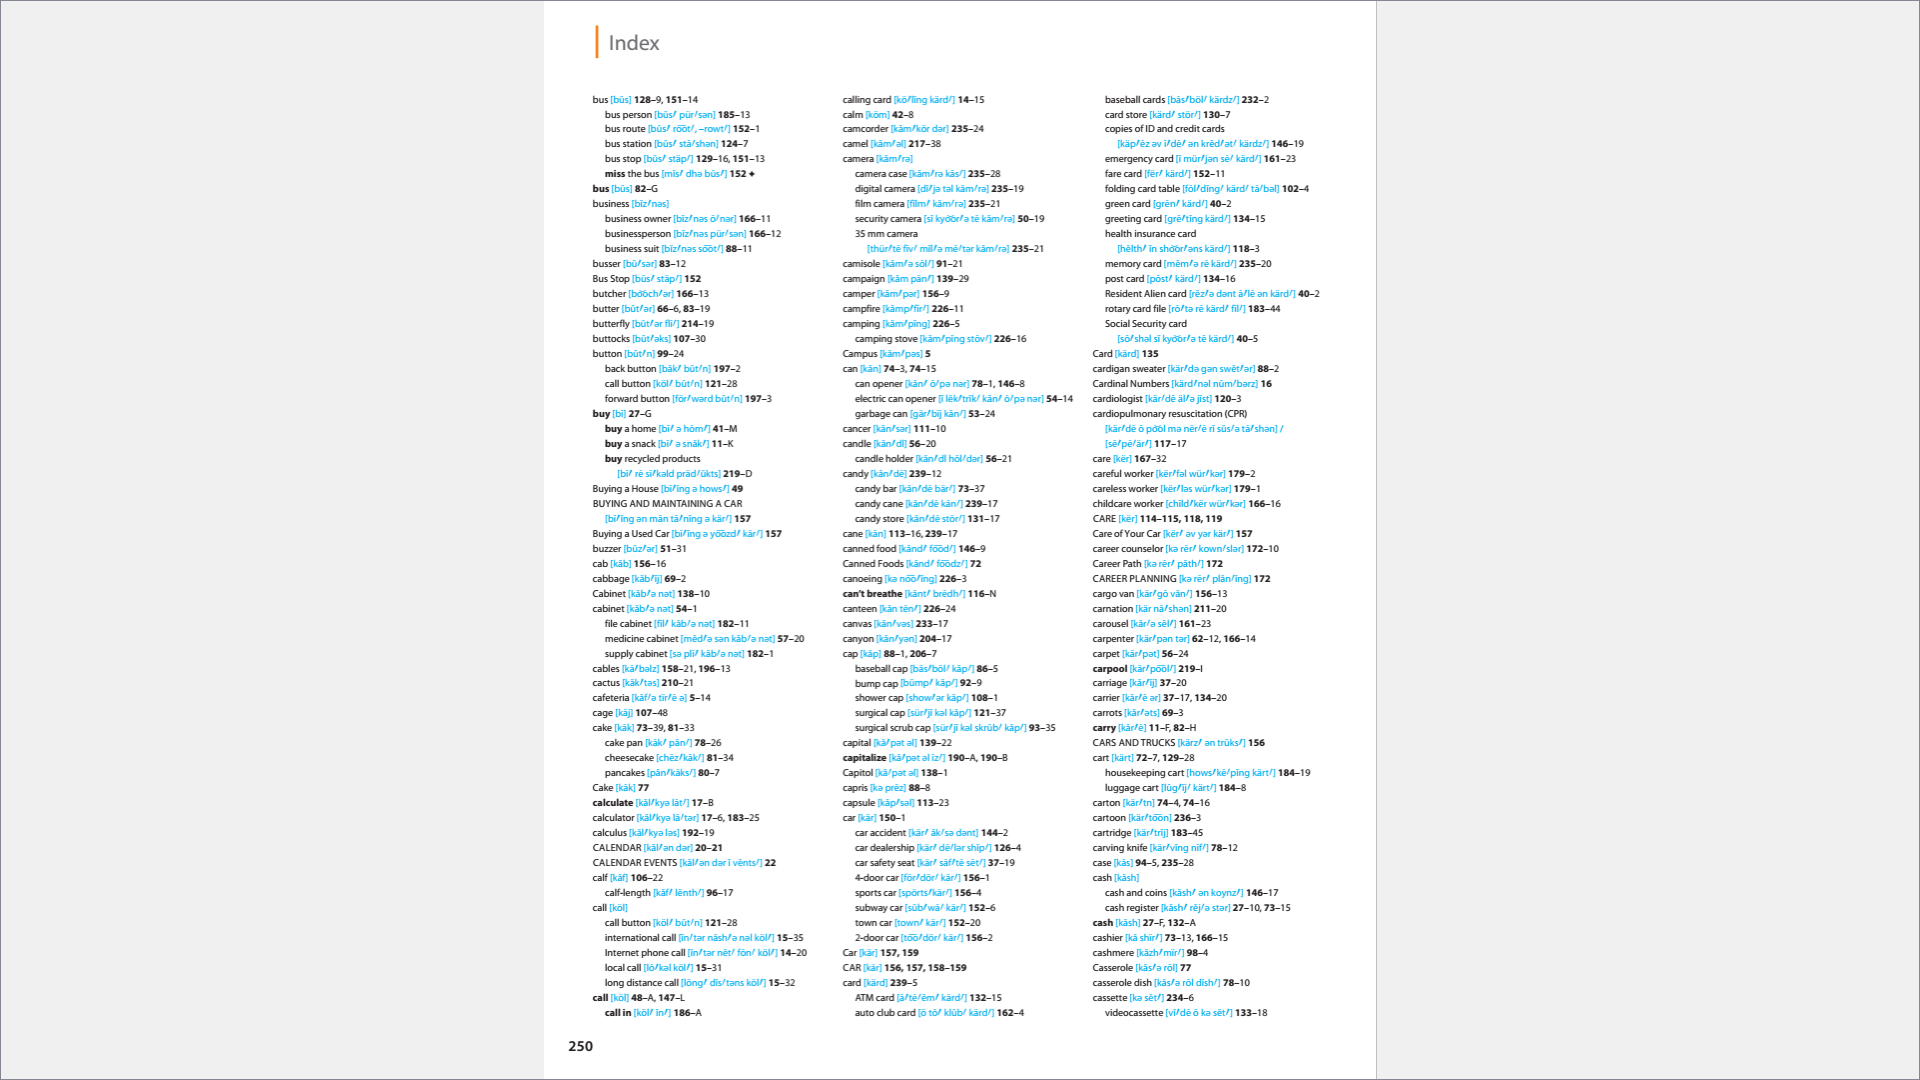 Index
bus [bŭs] 128–9, 151–14
bus person [bŭs′ pür′sən] 185–13
bus route [bŭs′ ro͞ot′, –rowt′] 152–1
bus station [bŭs′ stā′shən] 124–7
bus stop [bŭs′ stäp′] 129–16, 151–13
miss the bus [mĭs′ dhə bŭs′] 152 ✦
bus [bŭs] 82–G
business [bĭz′nəs]
business owner [bĭz′nəs ō′nər] 166–11
businessperson [bĭz′nəs pür′sən] 166–12
business suit [bĭz′nəs so͞ot′] 88–11
busser [bŭ′sər] 83–12
Bus Stop [bŭs′ stäp′] 152
butcher [bo͝och′ər] 166–13
butter [bŭt′ər] 66–6, 83–19
butterfly [bŭt′ər flī′] 214–19
buttocks [bŭt′əks] 107–30
button [bŭt′n] 99–24
back button [băk′ bŭt′n] 197–2
call button [köl′ bŭt′n] 121–28
forward button [för′wərd bŭt′n] 197–3
buy [bī] 27–G
buy a home [bī′ ə hōm′] 41–M
buy a snack [bī′ ə snăk′] 11–K
buy recycled products
[bī′ rē sī′kəld präd′ŭkts] 219–D
Buying a House [bī′ĭng ə hows′] 49
BUYING AND MAINTAINING A CAR
[bī′ĭng ən mān tā′nĭng ə kär′] 157
Buying a Used Car [bī′ĭng ə yo͞ozd′ kär′] 157
buzzer [bŭz′ər] 51–31
cab [kăb] 156–16
cabbage [kăb′ĭj] 69–2
Cabinet [kăb′ə nət] 138–10
cabinet [kăb′ə nət] 54–1
file cabinet [fīl′ kăb′ə nət] 182–11
medicine cabinet [mĕd′ə sən kăb′ə nət] 57–20
supply cabinet [sə plī′ kăb′ə nət] 182–1
cables [kā′bəlz] 158–21, 196–13
cactus [kăk′təs] 210–21
cafeteria [kăf′ə tïr′ē ə] 5–14
cage [kāj] 107–48
cake [kāk] 73–39, 81–33
cake pan [kāk′ păn′] 78–26
cheesecake [chēz′kāk′] 81–34
pancakes [păn′kāks′] 80–7
Cake [kāk] 77
calculate [kăl′kyə lāt′] 17–B
calculator [kăl′kyə lā′tər] 17–6, 183–25
calculus [kăl′kyə ləs] 192–19
CALENDAR [kăl′ən dər] 20–21
CALENDAR EVENTS [kăl′ən dər ĭ vĕnts′] 22
calf [kăf] 106–22
calf-length [kăf′ lĕnth′] 96–17
call [köl]
call button [köl′ bŭt′n] 121–28
international call [ĭn′tər năsh′ə nəl köl′] 15–35
Internet phone call [ĭn′tər nĕt′ fōn′ köl′] 14–20
local call [lō′kəl köl′] 15–31
long distance call [löng′ dĭs′təns köl′] 15–32
call [köl] 48–A, 147–L
call in [köl′ ĭn′] 186–A
calling card [kö′lĭng kärd′] 14–15
calm [köm] 42–8
camcorder [kăm′kör dər] 235–24
camel [kăm′əl] 217–38
camera [kăm′rə]
camera case [kăm′rə kās′] 235–28
digital camera [dĭ′jə təl kăm′rə] 235–19
film camera [fĭlm′ kăm′rə] 235–21
security camera [sĭ kyo͝or′ə tē kăm′rə] 50–19
35 mm camera
[thür′tē fīv′ mĭl′ə mē′tər kăm′rə] 235–21
camisole [kăm′ə sōl′] 91–21
campaign [kăm pān′] 139–29
camper [kăm′pər] 156–9
campfire [kămp′fīr′] 226–11
camping [kăm′pĭng] 226–5
camping stove [kăm′pĭng stōv′] 226–16
Campus [kăm′pəs] 5
can [kăn] 74–3, 74–15
can opener [kăn′ ō′pə nər] 78–1, 146–8
electric can opener [ĭ lĕk′trĭk′ kăn′ ō′pə nər] 54–14
garbage can [gär′bĭj kăn′] 53–24
cancer [kăn′sər] 111–10
candle [kăn′dl] 56–20
candle holder [kăn′dl hōl′dər] 56–21
candy [kăn′dē] 239–12
candy bar [kăn′dē bär′] 73–37
candy cane [kăn′dē kān′] 239–17
candy store [kăn′dē stör′] 131–17
cane [kān] 113–16, 239–17
canned food [kănd′ fo͞od′] 146–9
Canned Foods [kănd′ fo͞odz′] 72
canoeing [kə no͞o′ĭng] 226–3
can't breathe [kănt′ brēdh′] 116–N
canteen [kăn tēn′] 226–24
canvas [kăn′vəs] 233–17
canyon [kăn′yən] 204–17
cap [kăp] 88–1, 206–7
baseball cap [bās′böl′ kăp′] 86–5
bump cap [bŭmp′ kăp′] 92–9
shower cap [show′ər kăp′] 108–1
surgical cap [sür′jĭ kəl kăp′] 121–37
surgical scrub cap [sür′jĭ kəl skrŭb′ kăp′] 93–35
capital [kă′pət əl] 139–22
capitalize [kă′pət əl īz′] 190–A, 190–B
Capitol [kă′pət əl] 138–1
capris [kə prēz] 88–8
capsule [kăp′səl] 113–23
car [kär] 150–1
car accident [kär′ ăk′sə dənt] 144–2
car dealership [kär′ dē′lər shĭp′] 126–4
car safety seat [kär′ sāf′tē sēt′] 37–19
4-door car [för′dör′ kär′] 156–1
sports car [spörts′kär′] 156–4
subway car [sŭb′wā′ kär′] 152–6
town car [town′ kär′] 152–20
2-door car [to͞o′dör′ kär′] 156–2
Car [kär] 157, 159
CAR [kär] 156, 157, 158–159
card [kärd] 239–5
ATM card [ā′tē′ĕm′ kärd′] 132–15
auto club card [ö tō′ klŭb′ kärd′] 162–4
baseball cards [bās′böl′ kärdz′] 232–2
card store [kärd′ stör′] 130–7
copies of ID and credit cards
[käp′ēz əv ī′dē′ ən krĕd′ət′ kärdz′] 146–19
emergency card [ĭ mür′jən sē′ kärd′] 161–23
fare card [fër′ kärd′] 152–11
folding card table [fōl′dĭng′ kärd′ tā′bəl] 102–4
green card [grēn′ kärd′] 40–2
greeting card [grē′tĭng kärd′] 134–15
health insurance card
[hĕlth′ ĭn sho͝or′əns kärd′] 118–3
memory card [mĕm′ə rē kärd′] 235–20
post card [pōst′ kärd′] 134–16
Resident Alien card [rĕz′ə dənt ā′lē ən kärd′] 40–2
rotary card file [rō′tə rē kärd′ fīl′] 183–44
Social Security card
[sō′shəl sĭ kyo͝or′ə tē kärd′] 40–5
Card [kärd] 135
cardigan sweater [kär′də gən swĕt′ər] 88–2
Cardinal Numbers [kärd′nəl nŭm′bərz] 16
cardiologist [kär′dē äl′ə jĭst] 120–3
cardiopulmonary resuscitation (CPR)
[kär′dē ō po͝ol mə nër′ē rĭ sŭs′ə tā′shən] /
[sē′pē′är′] 117–17
care [kër] 167–32
careful worker [kër′fəl wür′kər] 179–2
careless worker [kër′ləs wür′kər] 179–1
childcare worker [chīld′kër wür′kər] 166–16
CARE [kër] 114–115, 118, 119
Care of Your Car [kër′ əv yər kär′] 157
career counselor [kə rër′ kown′slər] 172–10
Career Path [kə rër′ păth′] 172
CAREER PLANNING [kə rër′ plăn′ĭng] 172
cargo van [kär′gō văn′] 156–13
carnation [kär nā′shən] 211–20
carousel [kăr′ə sĕl′] 161–23
carpenter [kär′pən tər] 62–12, 166–14
carpet [kär′pət] 56–24
carpool [kär′po͞ol′] 219–I
carriage [kăr′ĭj] 37–20
carrier [kăr′ē ər] 37–17, 134–20
carrots [kăr′əts] 69–3
carry [kăr′ē] 11–F, 82–H
CARS AND TRUCKS [kärz′ ən trŭks′] 156
cart [kärt] 72–7, 129–28
housekeeping cart [hows′kē′pĭng kärt′] 184–19
luggage cart [lŭg′ĭj′ kärt′] 184–8
carton [kär′tn] 74–4, 74–16
cartoon [kär′to͞on] 236–3
cartridge [kär′trĭj] 183–45
carving knife [kär′vĭng nīf′] 78–12
case [kās] 94–5, 235–28
cash [kăsh]
cash and coins [kăsh′ ən koynz′] 146–17
cash register [kăsh′ rĕj′ə stər] 27–10, 73–15
cash [kăsh] 27–F, 132–A
cashier [kă shïr′] 73–13, 166–15
cashmere [kăzh′mïr′] 98–4
Casserole [kăs′ə rōl] 77
casserole dish [kăs′ə rōl dĭsh′] 78–10
cassette [kə sĕt′] 234–6
videocassette [vĭ′dē ō kə sĕt′] 133–18
250